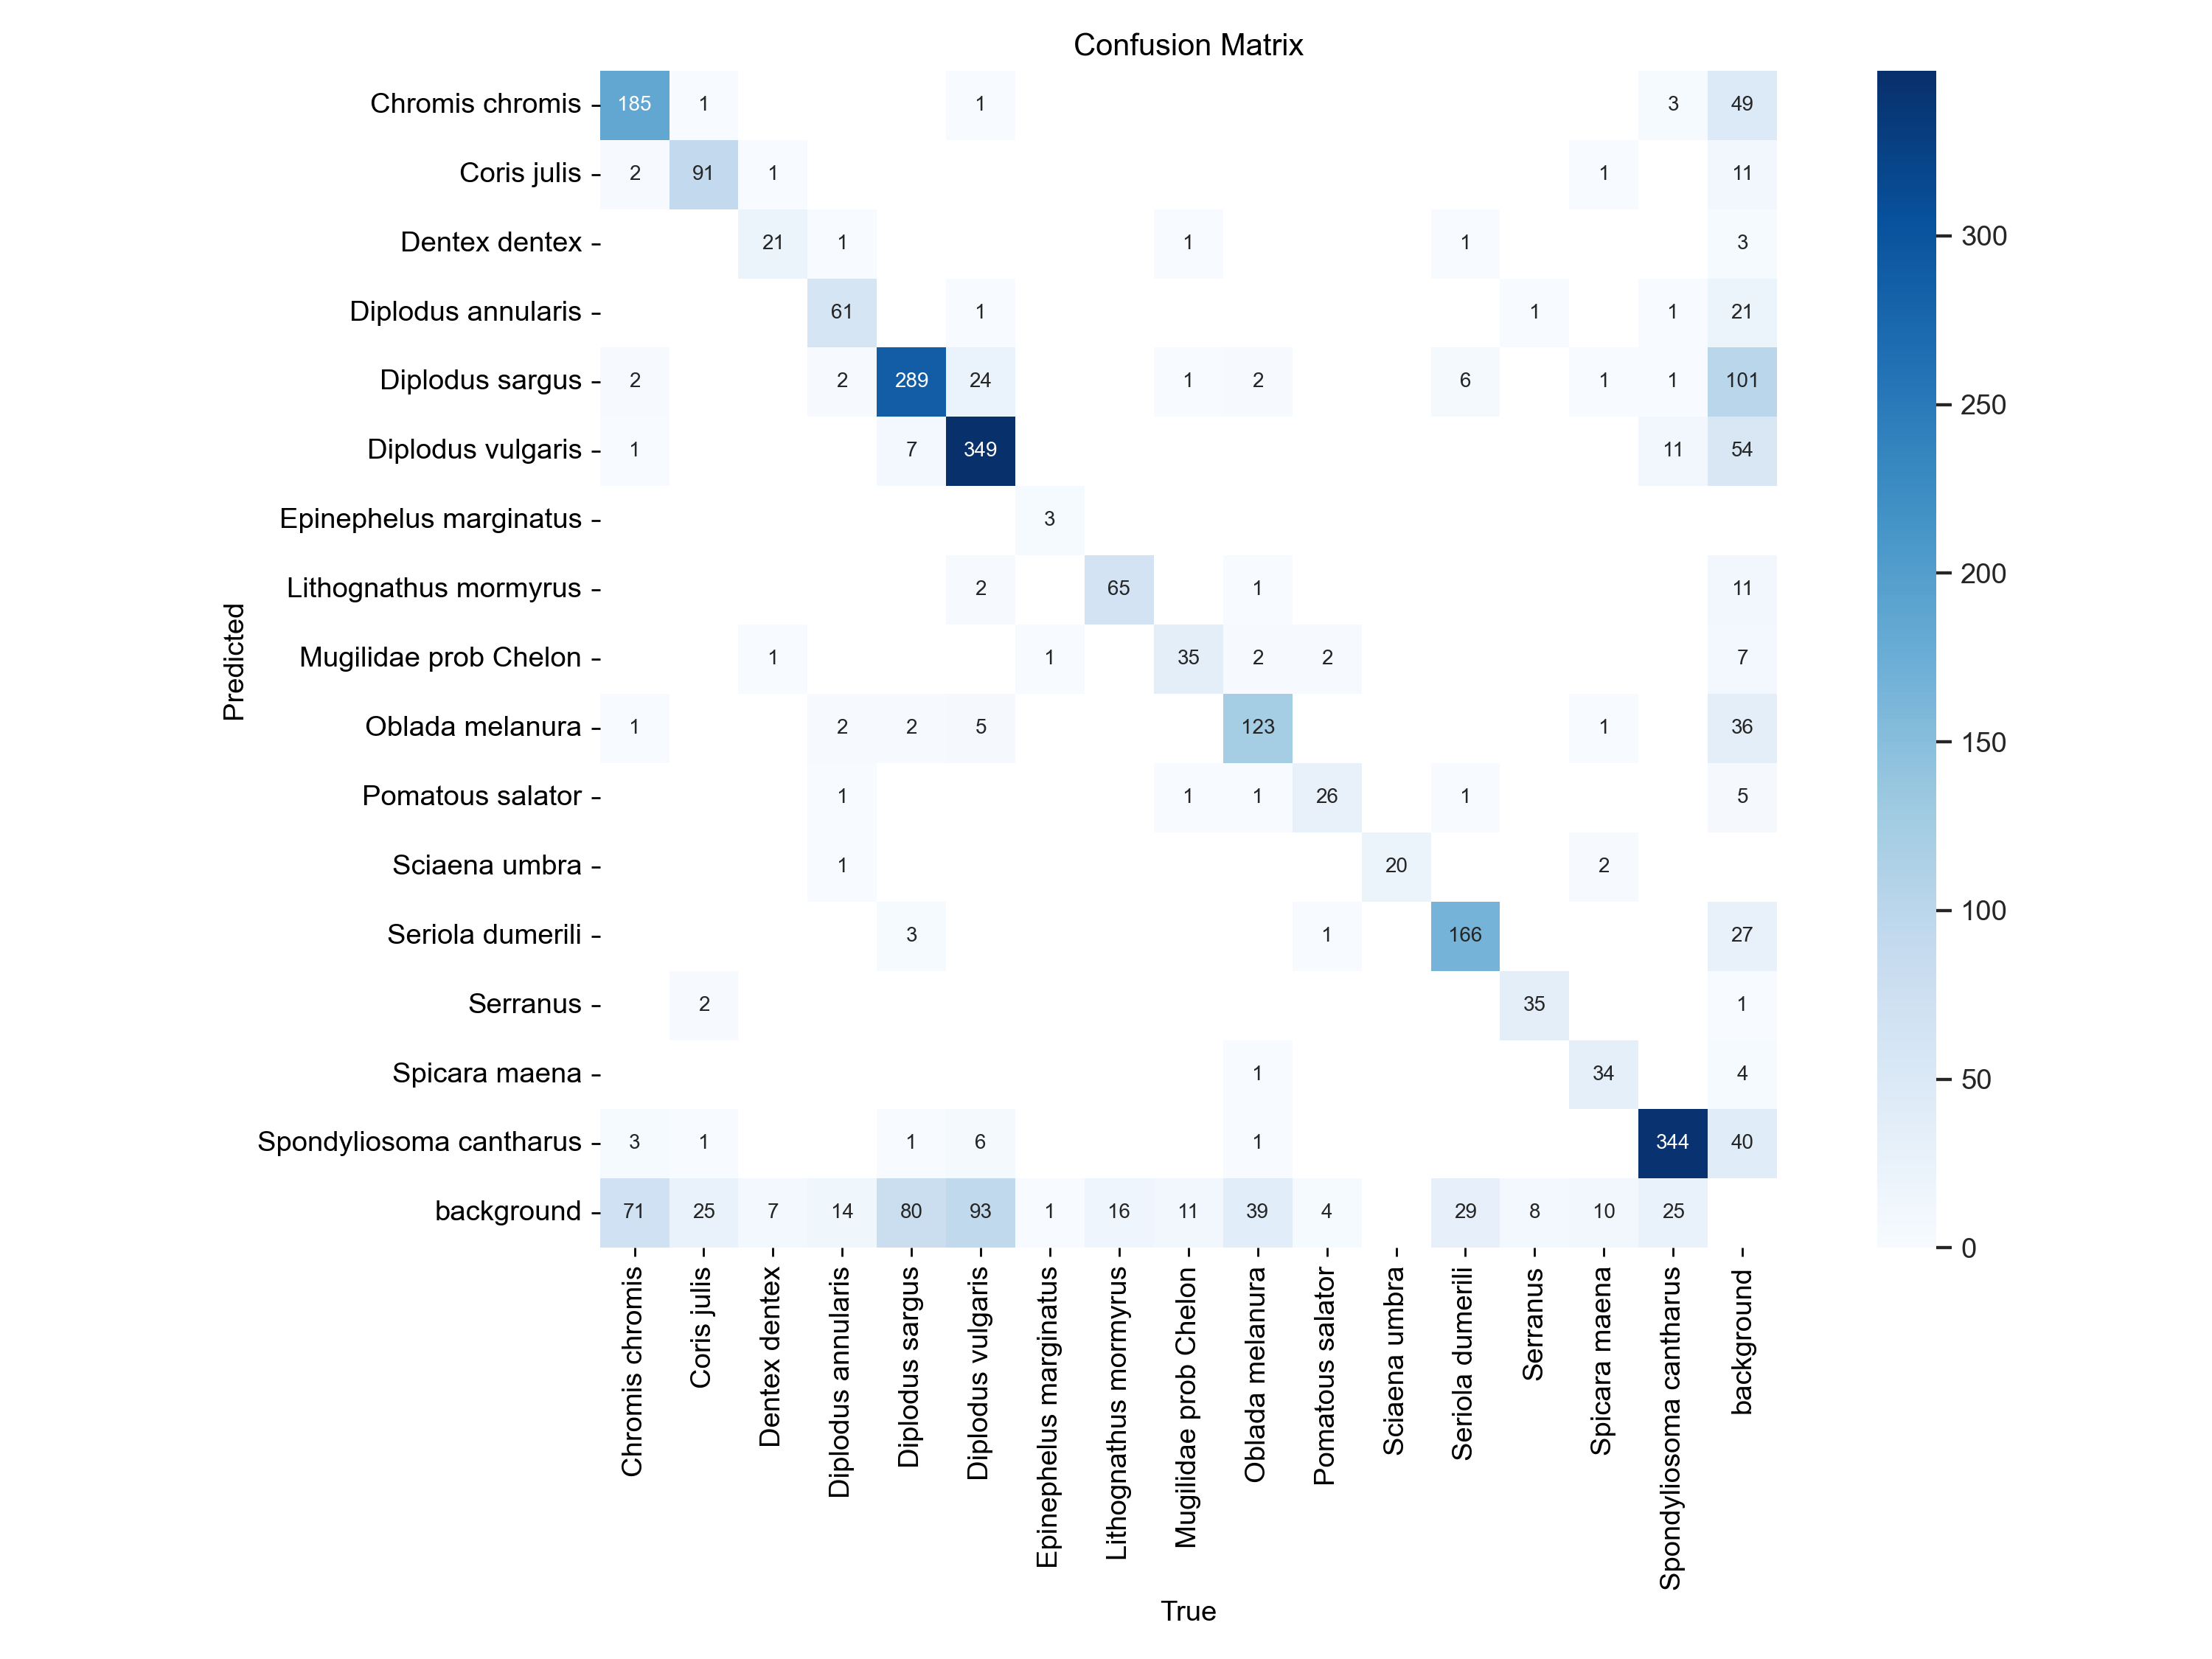 Confusion Matrix
Chromis chromis 185 1 1 3 49
Coris julis 2 91 1 1 11
Dentex dentex 21 1 1 1 3
300
Diplodus annularis 61 1 1 1 21
Diplodus sargus 2 2 289 24 1 2 6 1 1 101
250
Diplodus vulgaris 1 7 349 11 54
Epinephelus marginatus 3
200
Lithognathus mormyrus 2 65 1 11
Predicted
Mugilidae prob Chelon 1 1 35 2 2 7
Oblada melanura 1 2 2 5 123 1 36
150
Pomatous salator 1 1 1 26 1 5
Sciaena umbra 1 20 2
100
Seriola dumerili 3 1 166 27
Serranus 2 35 1
Spicara maena 1 34 4
50
Spondyliosoma cantharus 3 1 1 6 1 344 40
background 71 25 7 14 80 93 1 16 11 39 4 29 8 10 25
0
Chromis chromis
Coris julis
Dentex dentex
Diplodus annularis
Diplodus sargus
Diplodus vulgaris
Epinephelus marginatus
Lithognathus mormyrus
Mugilidae prob Chelon
Oblada melanura
Pomatous salator
Sciaena umbra
Seriola dumerili
Serranus
Spicara maena
Spondyliosoma cantharus
background
True